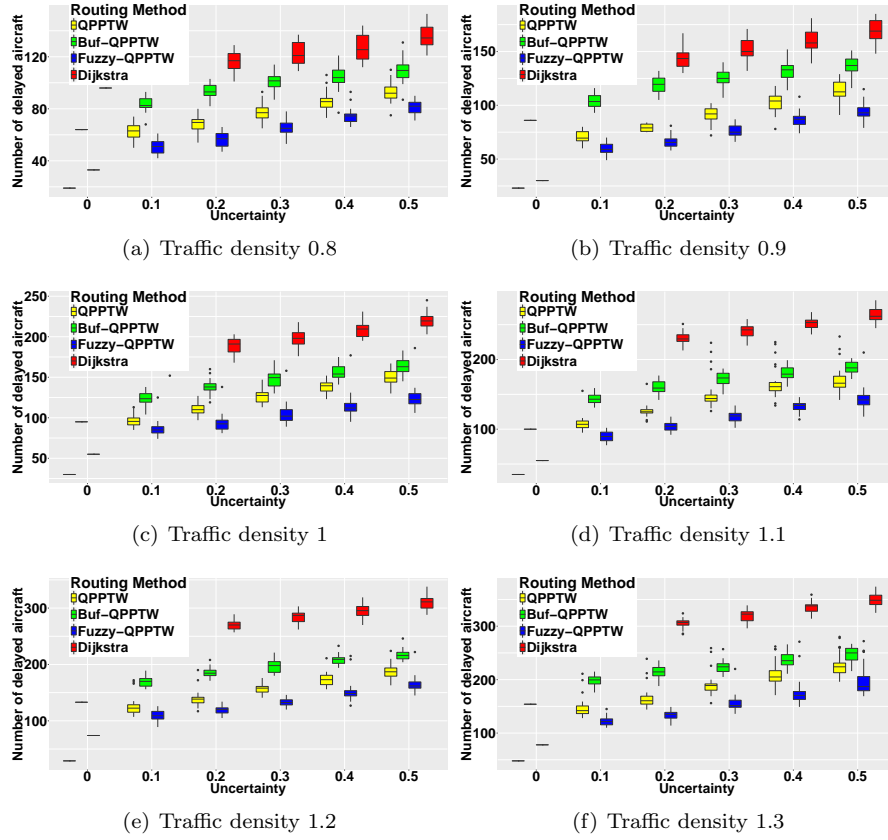 Number of delayed aircraft
120
80
40
Routing Method
QPPTW
Buf−QPPTW
Fuzzy−QPPTW
Dijkstra
0 0.1 0.2 0.3 0.4 0.5
Uncertainty
(a) Traffic density 0.8
Number of delayed aircraft
150
100
50
Routing Method
QPPTW
Buf−QPPTW
Fuzzy−QPPTW
Dijkstra
0 0.1 0.2 0.3 0.4 0.5
Uncertainty
(b) Traffic density 0.9
Number of delayed aircraft
250
200
150
100
50
Routing Method
QPPTW
Buf−QPPTW
Fuzzy−QPPTW
Dijkstra
0 0.1 0.2 0.3 0.4 0.5
Uncertainty
(c) Traffic density 1
Number of delayed aircraft
200
100
Routing Method
QPPTW
Buf−QPPTW
Fuzzy−QPPTW
Dijkstra
0 0.1 0.2 0.3 0.4 0.5
Uncertainty
(d) Traffic density 1.1
Number of delayed aircraft
300
200
100
Routing Method
QPPTW
Buf−QPPTW
Fuzzy−QPPTW
Dijkstra
0 0.1 0.2 0.3 0.4 0.5
Uncertainty
(e) Traffic density 1.2
Number of delayed aircraft
300
200
100
Routing Method
QPPTW
Buf−QPPTW
Fuzzy−QPPTW
Dijkstra
0 0.1 0.2 0.3 0.4 0.5
Uncertainty
(f) Traffic density 1.3